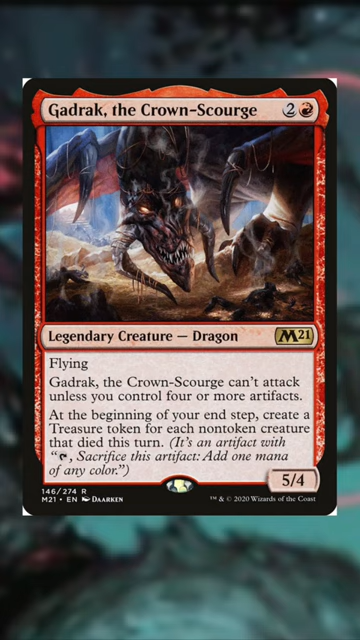 Gadrak, the Crown-Scourge 2
Legendary Creature — Dragon M21
Flying
Gadrak, the Crown-Scourge can't attack
unless you control four or more artifacts.
At the beginning of your end step, create a
Treasure token for each nontoken creature
that died this turn. (It's an artifact with
", Sacrifice this artifact: Add one mana
of any color.")
5/4
146/274 R
M21 • EN DAARKEN ™ & © 2020 Wizards of the Coast